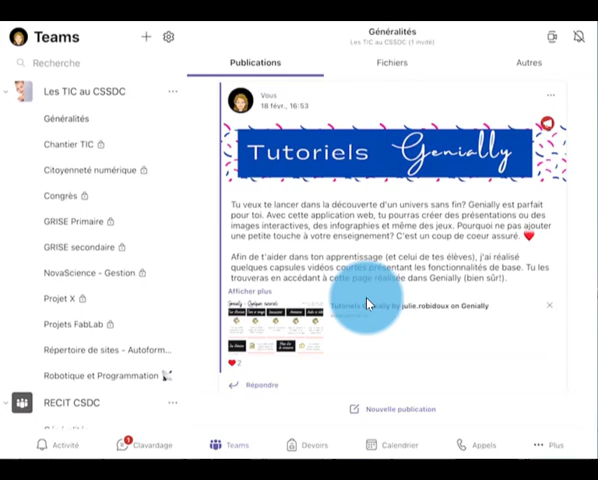 Teams
Recherche
Les TIC au CSSDC
Généralités
Chantier TIC
Citoyenneté numérique
Congrès
GRISE Primaire
GRISE secondaire
NovaScience - Gestion
Projet X
Projets FabLab
Répertoire de sites - Autoform...
Robotique et Programmation
RECIT CSDC
Généralités
Les TIC au CSSDC (1 invité)
Publications
Fichiers
Autres
Vous
18 févr., 16:53
Tutoriels Genially
Tu veux te lancer dans la découverte d'un univers sans fin? Genially est parfait
pour toi. Avec cette application web, tu pourras créer des présentations ou des
images interactives, des infographies et même des jeux. Pourquoi ne pas ajouter
une petite touche à votre enseignement? C'est un coup de coeur assuré.
Afin de t'aider dans ton apprentissage (et celui de tes élèves), j'ai réalisé
quelques capsules vidéos courtes présentant les fonctionnalités de base. Tu les
trouveras en accédant à cette page réalisée dans Genially (bien sûr!).
Afficher plus
Tutoriels Genially by julie.robidoux on Genially
2
Répondre
Nouvelle publication
Activité
1
Clavardage
Teams
Devoirs
Calendrier
Appels
Plus